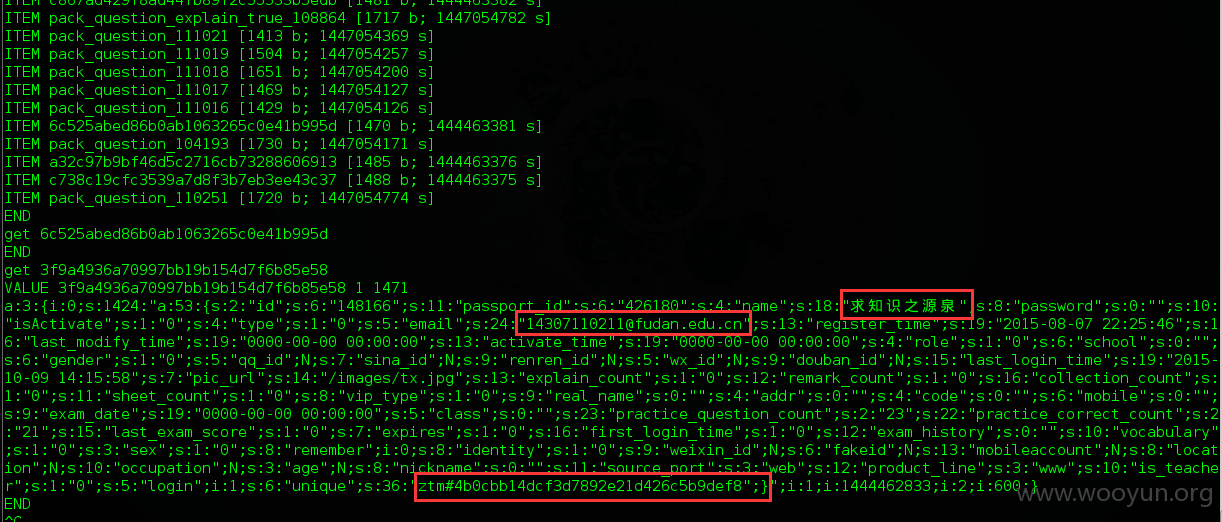 ITEM pack_question_explain_true_108864 [1717 b; 1447054782 s]
ITEM pack_question_111021 [1413 b; 1447054369 s]
ITEM pack_question_111019 [1504 b; 1447054257 s]
ITEM pack_question_111018 [1651 b; 1447054200 s]
ITEM pack_question_111017 [1469 b; 1447054127 s]
ITEM pack_question_111016 [1429 b; 1447054126 s]
ITEM 6c525abed86b0ab1063265c0e41b995d [1470 b; 1444463381 s]
ITEM pack_question_104193 [1730 b; 1447054171 s]
ITEM a32c97b9bf46d5c2716cb73288606913 [1485 b; 1444463376 s]
ITEM c738c19cfc3539a7d8f3b7eb3ee43c37 [1488 b; 1444463375 s]
ITEM pack_question_110251 [1720 b; 1447054774 s]
END
get 6c525abed86b0ab1063265c0e41b995d
END
get 3f9a4936a70997bb19b154d7f6b85e58
VALUE 3f9a4936a70997bb19b154d7f6b85e58 1 1471
a:3:{i:0;s:1424:"a:53:{s:2:"id";s:6:"148166";s:11:"passport_id";s:6:"426180";s:4:"name";s:18:"求知识之源泉";s:8:"password";s:0:"";s:10:
"isActivate";s:1:"0";s:4:"type";s:1:"0";s:5:"email";s:24:"14307110211@fudan.edu.cn";s:13:"register_time";s:19:"2015-08-07 22:25:46";s:1
6:"last_modify_time";s:19:"0000-00-00 00:00:00";s:13:"activate_time";s:19:"0000-00-00 00:00:00";s:4:"role";s:1:"0";s:6:"school";s:0:"";
s:6:"gender";s:1:"0";s:5:"qq_id";N;s:7:"sina_id";N;s:9:"renren_id";N;s:5:"wx_id";N;s:9:"douban_id";N;s:15:"last_login_time";s:19:"2015-
10-09 14:15:58";s:7:"pic_url";s:14:"/images/tx.jpg";s:13:"explain_count";s:1:"0";s:12:"remark_count";s:1:"0";s:16:"collection_count";s:
1:"0";s:11:"sheet_count";s:1:"0";s:8:"vip_type";s:1:"0";s:9:"real_name";s:0:"";s:4:"addr";s:0:"";s:4:"code";s:0:"";s:6:"mobile";s:0:"";
s:9:"exam_date";s:19:"0000-00-00 00:00:00";s:5:"class";s:0:"";s:23:"practice_question_count";s:2:"23";s:22:"practice_correct_count";s:2
:"21";s:15:"last_exam_score";s:1:"0";s:7:"expires";s:1:"0";s:16:"first_login_time";s:1:"0";s:12:"exam_history";s:0:"";s:10:"vocabulary"
;s:1:"0";s:3:"sex";s:1:"0";s:8:"remember";i:0;s:8:"identity";s:1:"0";s:9:"weixin_id";N;s:6:"fakeid";N;s:13:"mobileaccount";N;s:8:"locat
ion";N;s:10:"occupation";N;s:3:"age";N;s:8:"nickname";s:0:"";s:11:"source_port";s:3:"web";s:12:"product_line";s:3:"www";s:10:"is_teache
r";s:1:"0";s:5:"login";i:1;s:6:"unique";s:36:"ztm#4b0cbb14dcf3d7892e21d426c5b9def8";}";i:1;i:1444462833;i:2;i:600;}
www.wooyun.org
END
^C